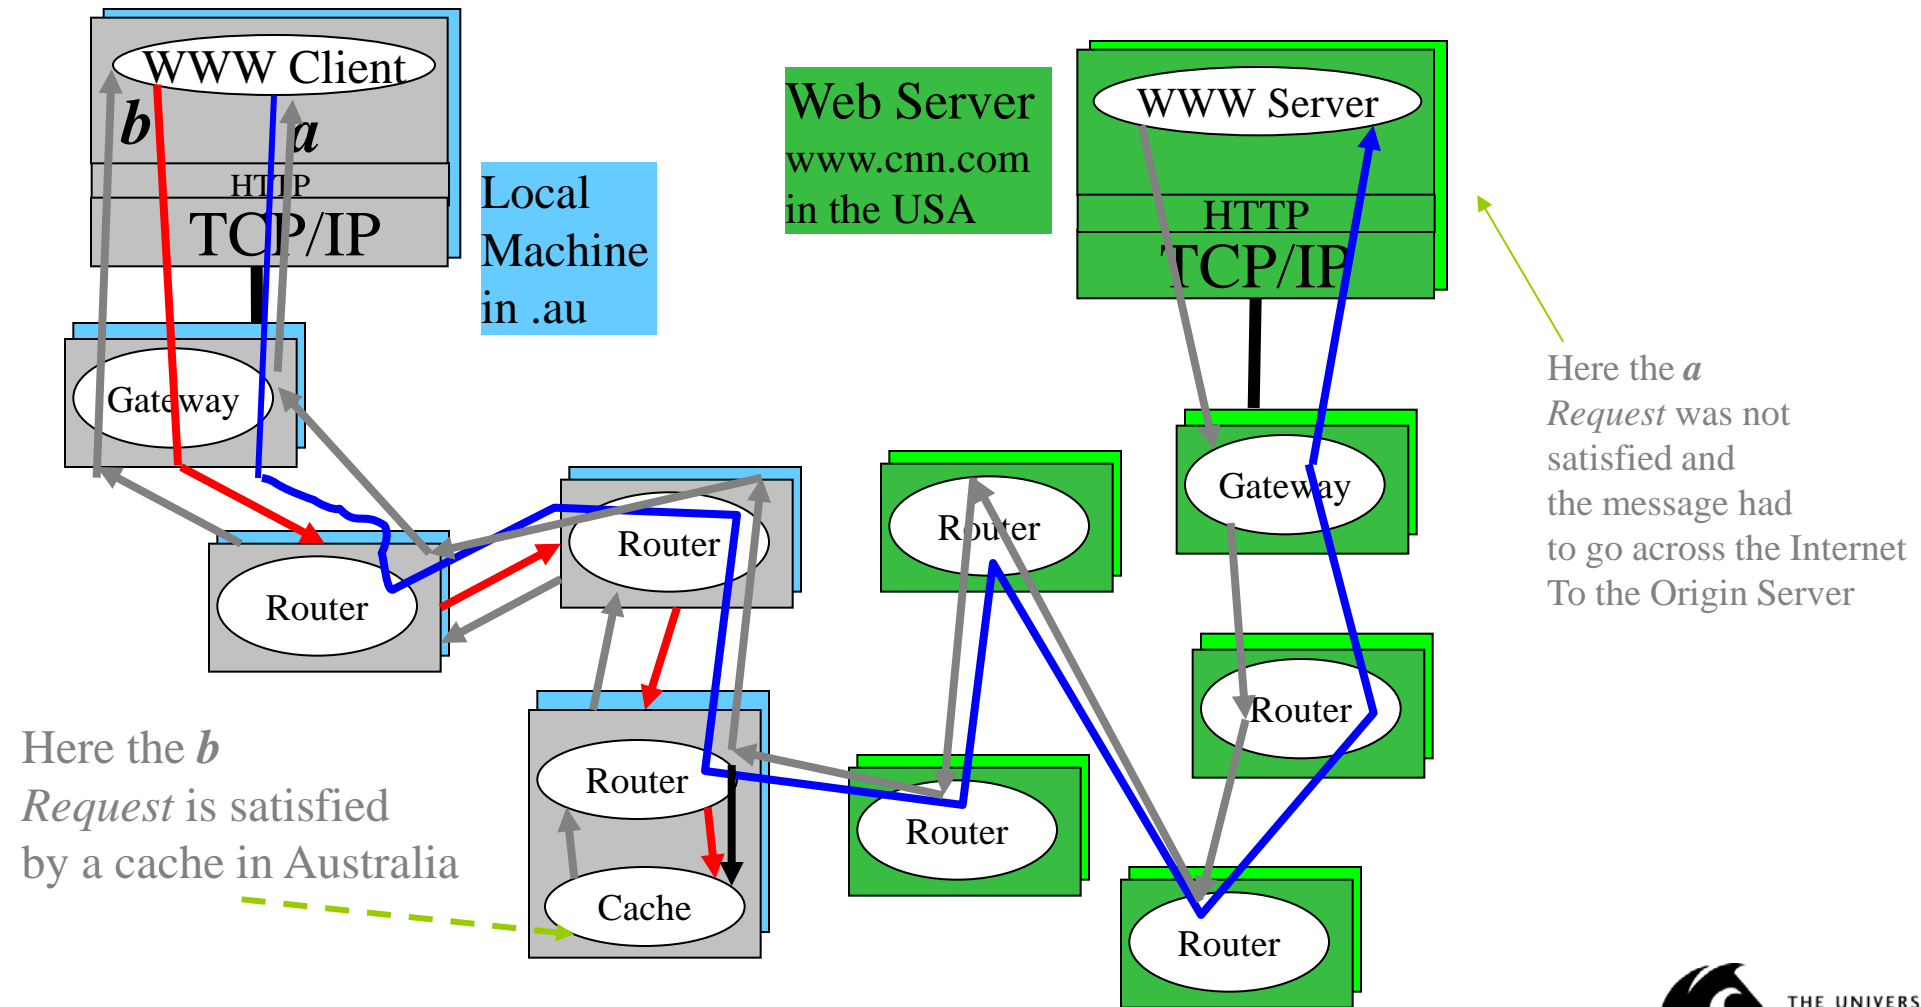 WWW Client
b
a
HTTP
TCP/IP
Local
Machine
in .au
Web Server
www.cnn.com
in the USA
WWW Server
HTTP
TCP/IP
Gateway
Router
Router
Router
Cache
Router
Router
Gateway
Router
Router
Here the a
Request was not
satisfied and
the message had
to go across the Internet
To the Origin Server
Here the b
Request is satisfied
by a cache in Australia
THE UNIVERS